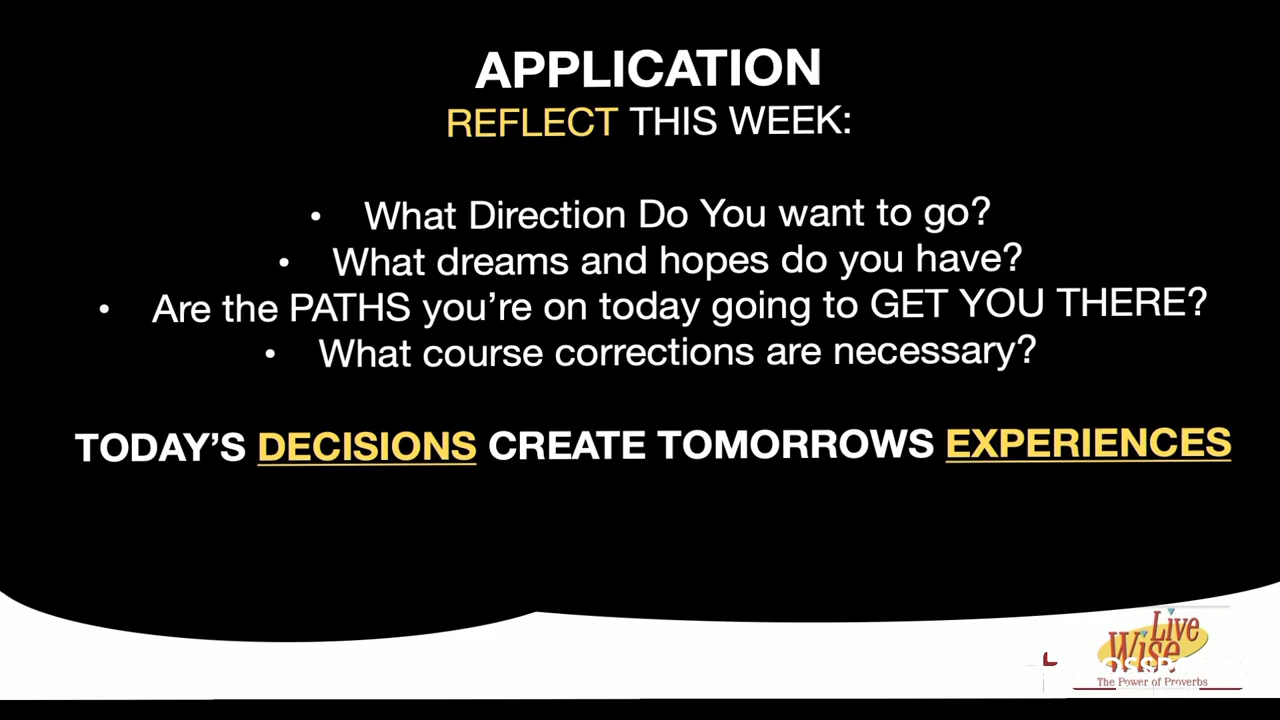 APPLICATION
REFLECT THIS WEEK:
• What Direction Do You want to go?
• What dreams and hopes do you have?
• Are the PATHS you’re on today going to GET YOU THERE?
• What course corrections are necessary?
TODAY’S DECISIONS CREATE TOMORROWS EXPERIENCES
Live
Wise
The Power of Proverbs